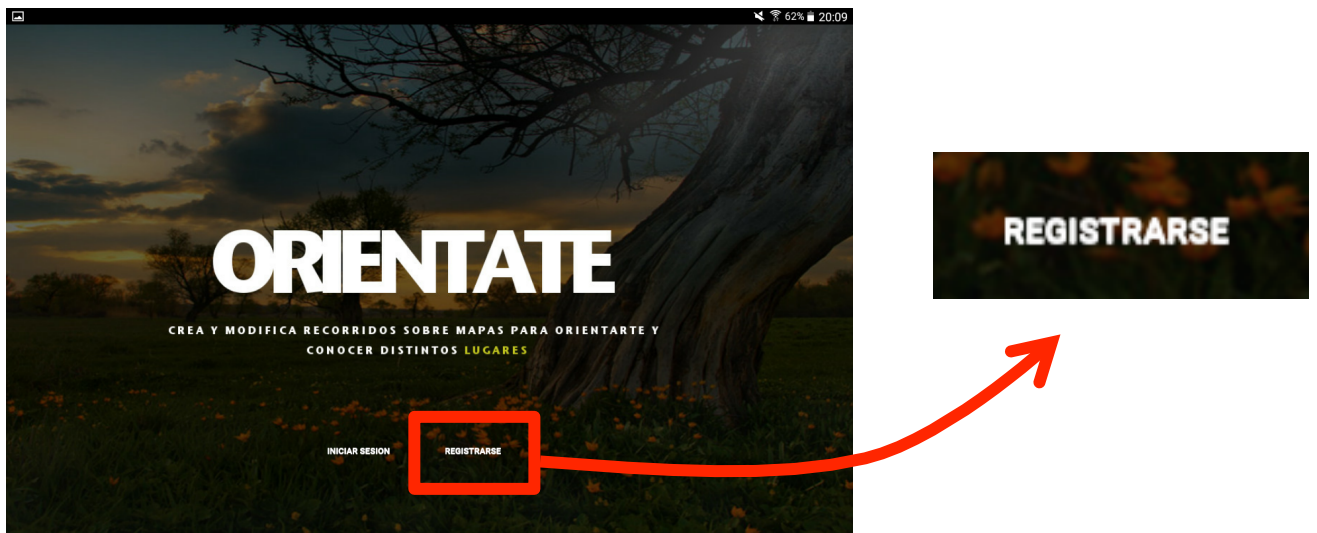 62% 20:09
ORIENTATE
CREA Y MODIFICA RECORRIDOS SOBRE MAPAS PARA ORIENTARTE Y
CONOCER DISTINTOS LUGARES
INICIAR SESION REGISTRARSE
REGISTRARSE